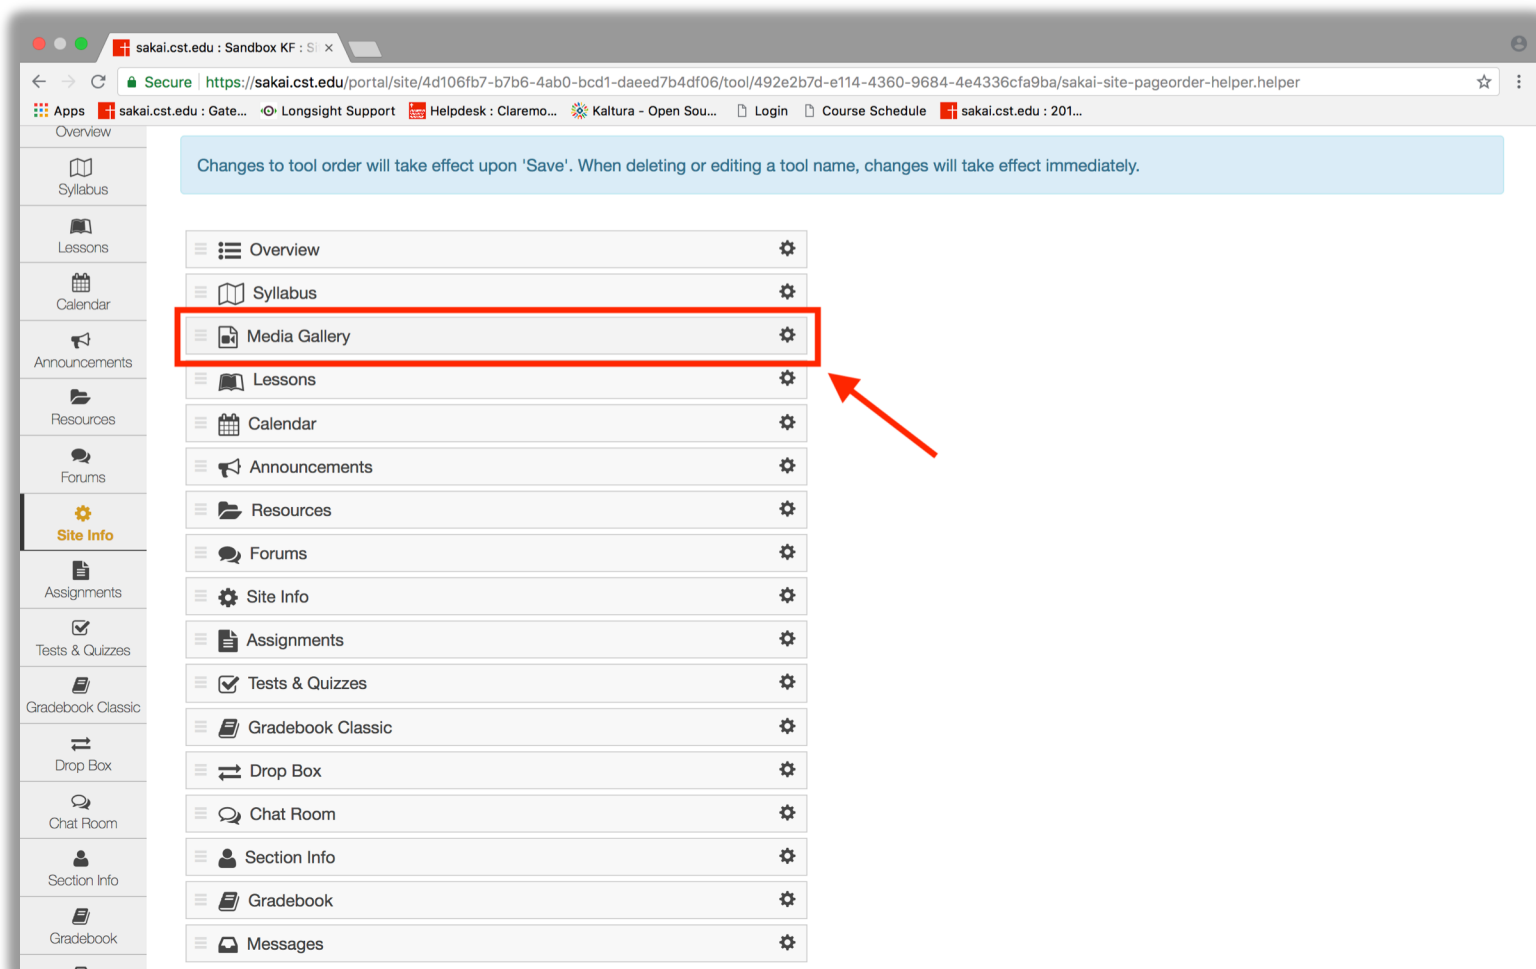 sakai.cst.edu : Sandbox KF : Si
Secure https://sakai.cst.edu/portal/site/4d106fb7-b7b6-4ab0-bcd1-daeed7b4df06/tool/492e2b7d-e114-4360-9684-4e4336cfa9ba/sakai-site-pageorder-helper.helper
Apps sakai.cst.edu : Gate... Longsight Support Helpdesk : Claremo... Kaltura - Open Sou... Login Course Schedule sakai.cst.edu : 201...
Overview
Syllabus
Lessons
Calendar
Announcements
Resources
Forums
Site Info
Assignments
Tests & Quizzes
Gradebook Classic
Drop Box
Chat Room
Section Info
Gradebook
Changes to tool order will take effect upon 'Save'. When deleting or editing a tool name, changes will take effect immediately.
Overview
Syllabus
Media Gallery
Lessons
Calendar
Announcements
Resources
Forums
Site Info
Assignments
Tests & Quizzes
Gradebook Classic
Drop Box
Chat Room
Section Info
Gradebook
Messages